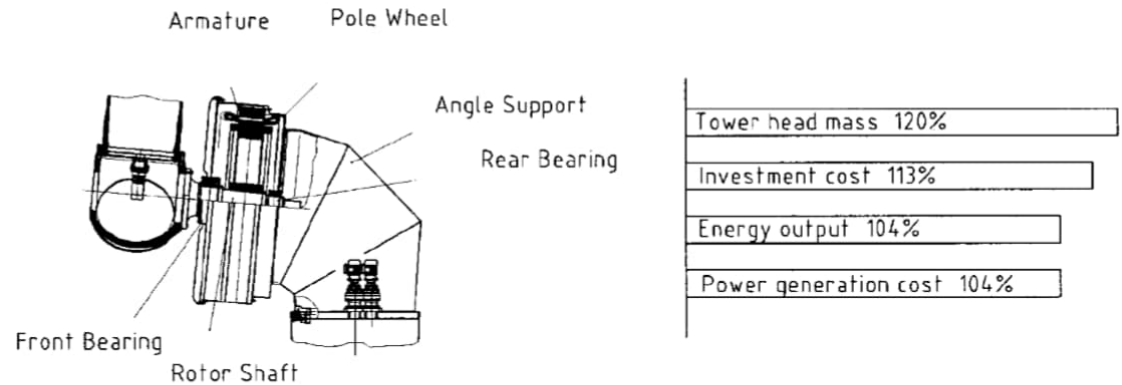 Armature
Pole Wheel
Angle Support
Rear Bearing
Front Bearing
Rotor Shaft
Tower head mass 120%
Investment cost 113%
Energy output 104%
Power generation cost 104%